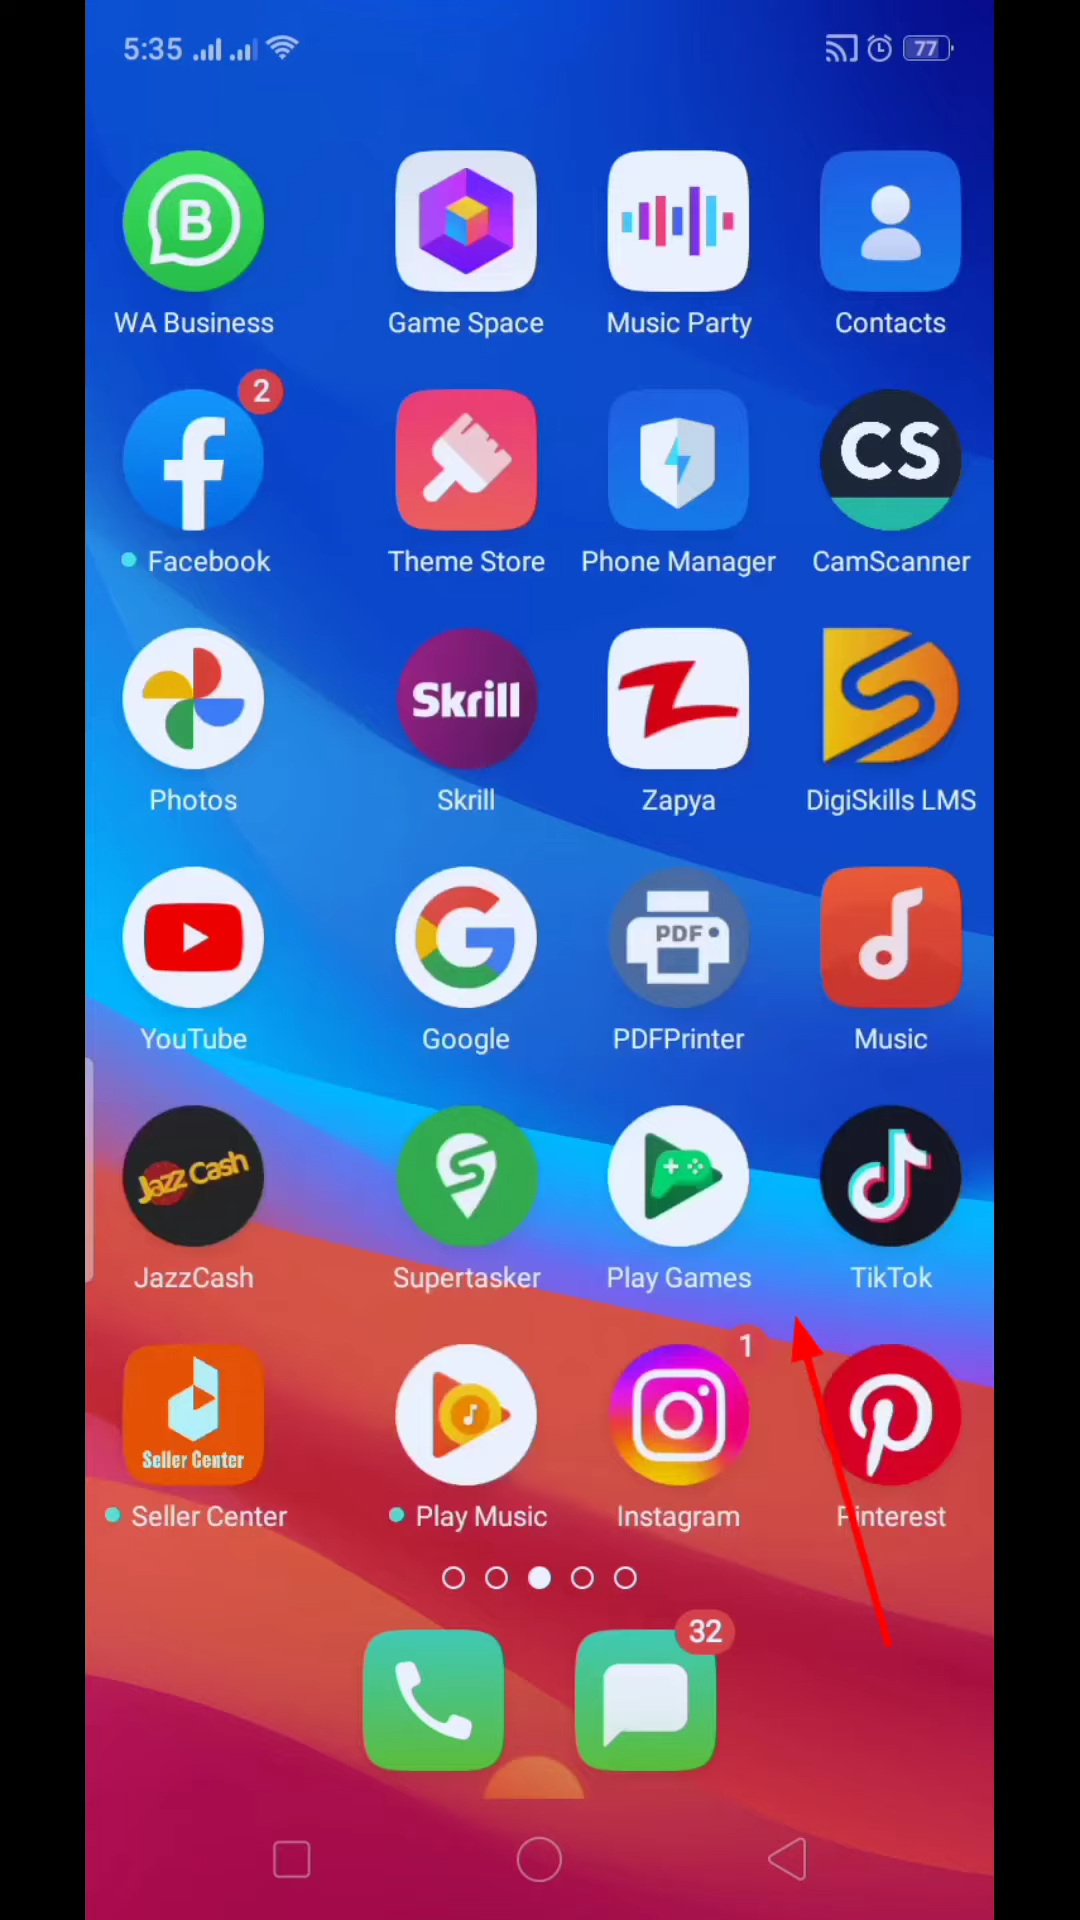 5:35
77
B
WA Business
Game Space
Music Party
Contacts
2
Facebook
Theme Store
Phone Manager
CS
CamScanner
Skrill
Photos
Skrill
Zapya
DigiSkills LMS
PDF
YouTube
Google
PDFPrinter
Music
Jazz Cash
JazzCash
Supertasker
Play Games
TikTok
1
Seller Center
Seller Center
Play Music
Instagram
Pinterest
32